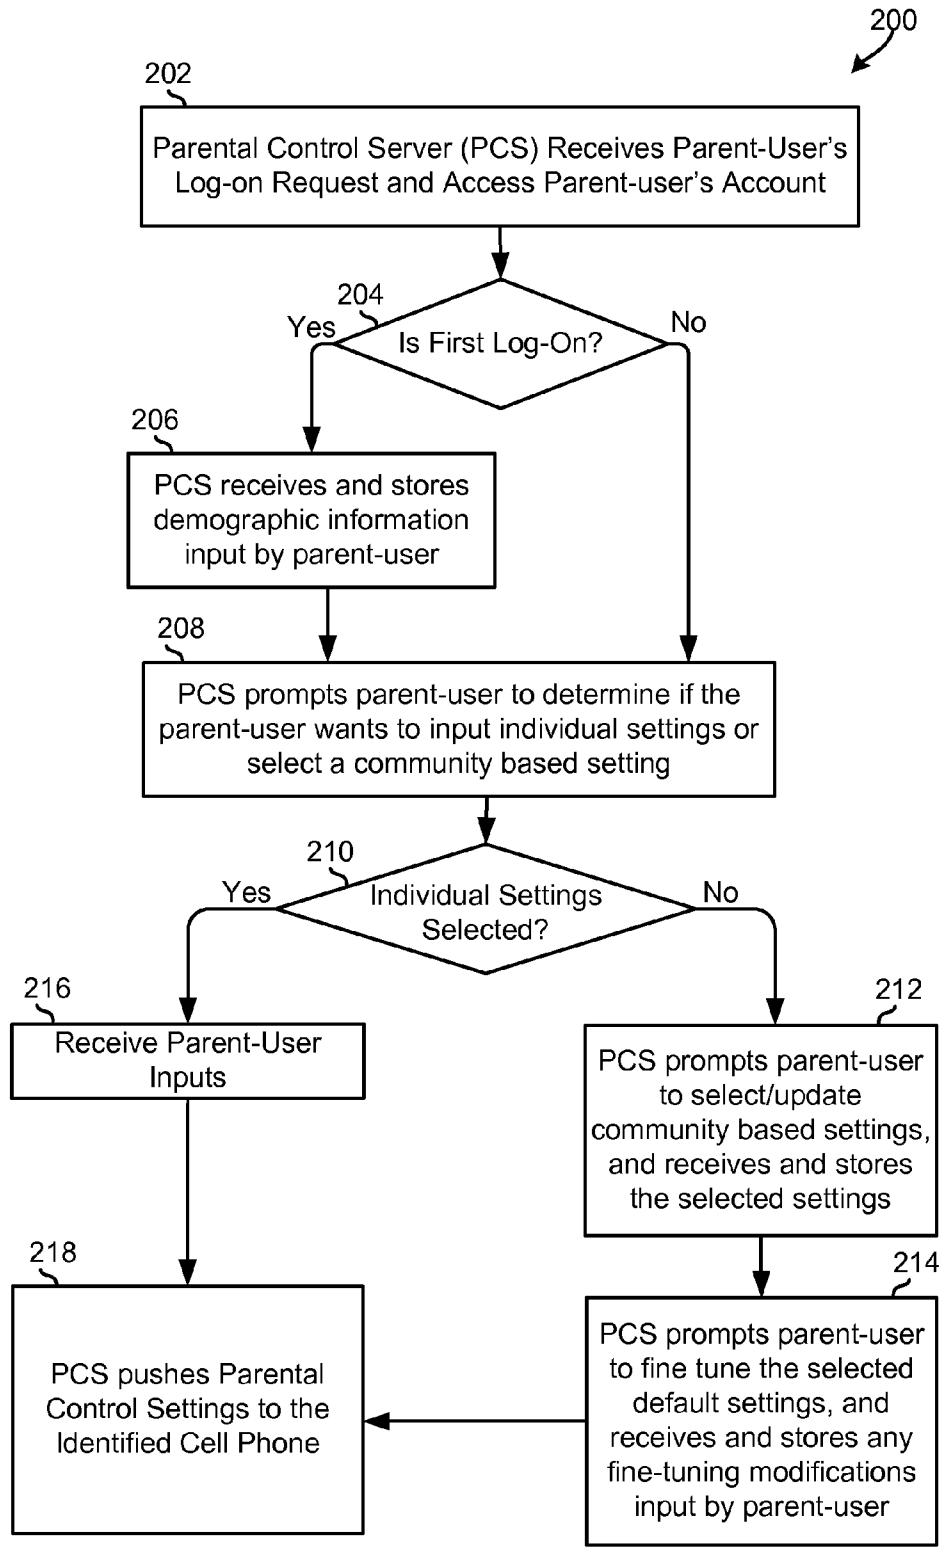 200
202
Parental Control Server (PCS) Receives Parent-User's
Log-on Request and Access Parent-user's Account
204
Yes
No
Is First Log-On?
206
PCS receives and stores
demographic information
input by parent-user
208
PCS prompts parent-user to determine if the
parent-user wants to input individual settings or
select a community based setting
210
Yes
No
Individual Settings
Selected?
216
Receive Parent-User
Inputs
212
PCS prompts parent-user
to select/update
community based settings,
and receives and stores
the selected settings
218
PCS pushes Parental
Control Settings to the
Identified Cell Phone
214
PCS prompts parent-user
to fine tune the selected
default settings, and
receives and stores any
fine-tuning modifications
input by parent-user